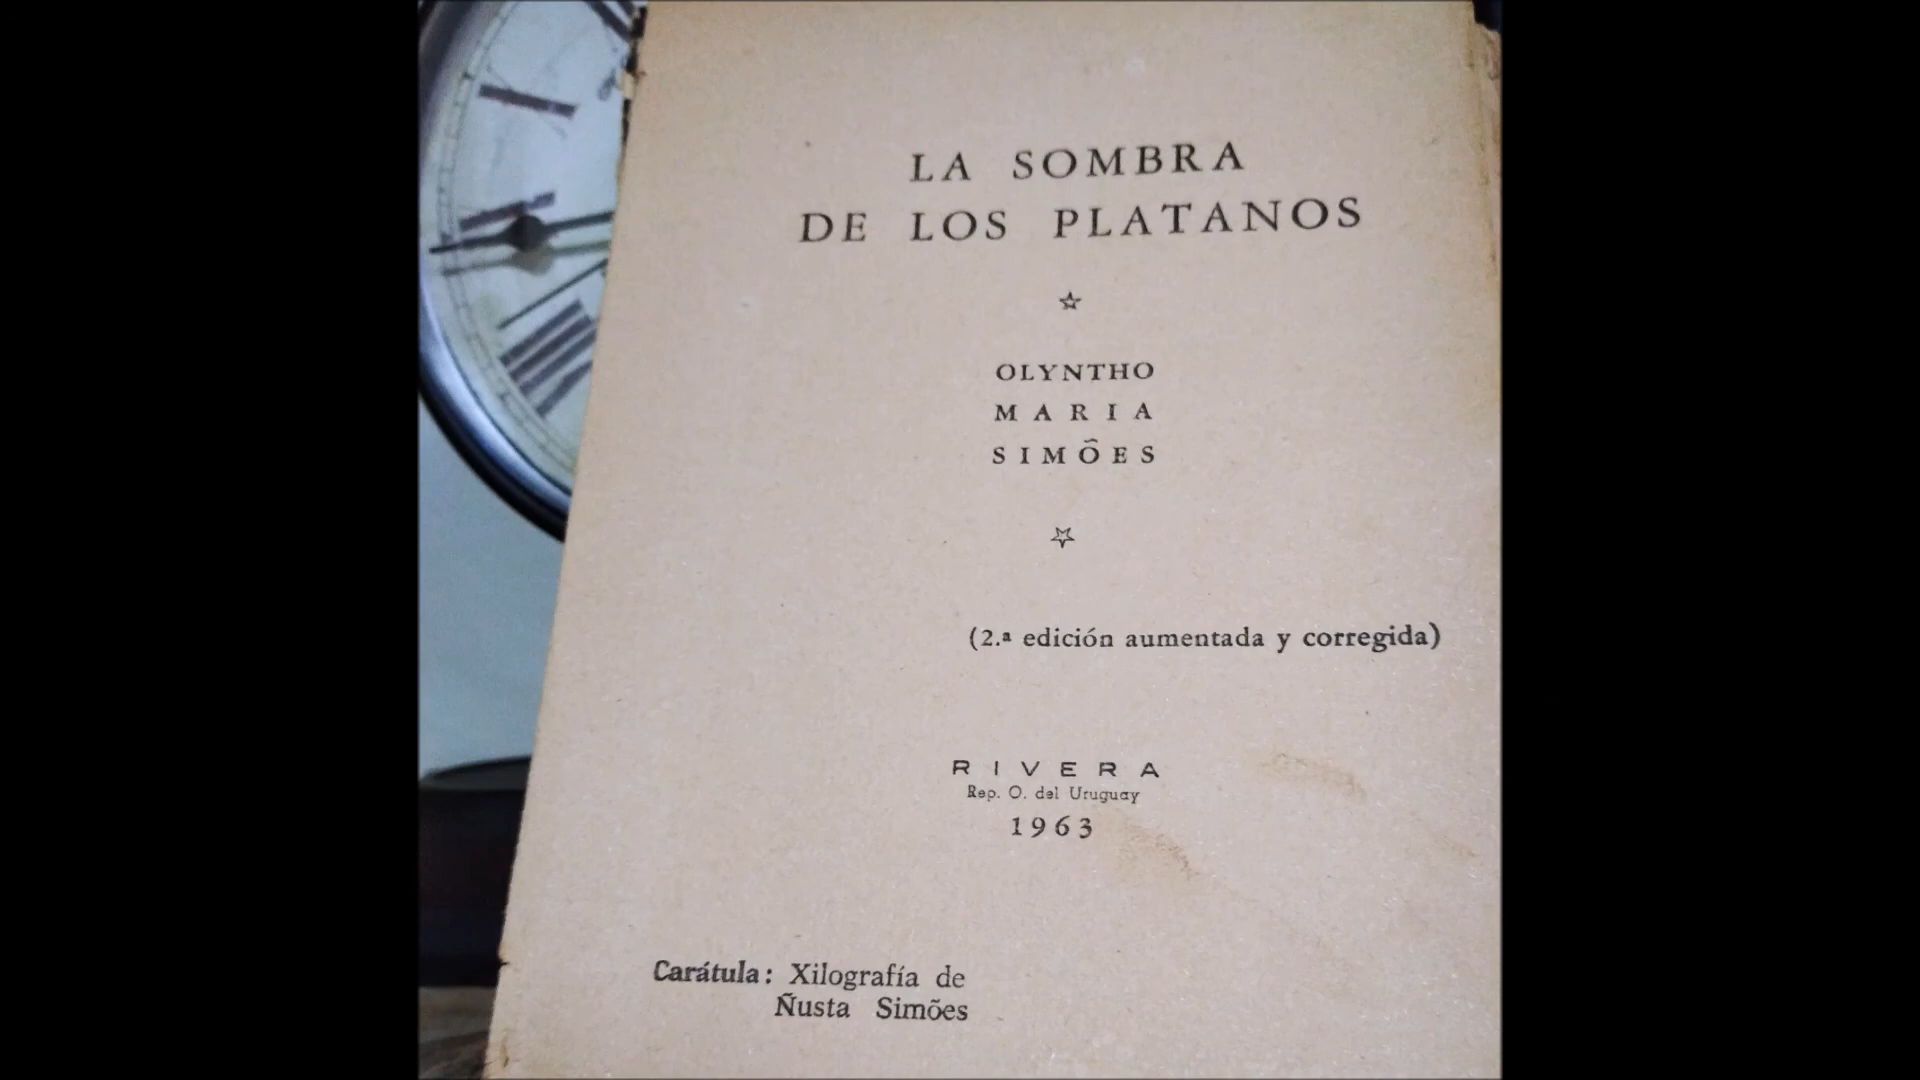 LA SOMBRA
DE LOS PLATANOS
OLYNTHO
MARIA
SIMÕES
(2.ª edición aumentada y corregida)
RIVERA
Rep. O. del Uruguay
1963
Carátula: Xilografía de
Ñusta Simões